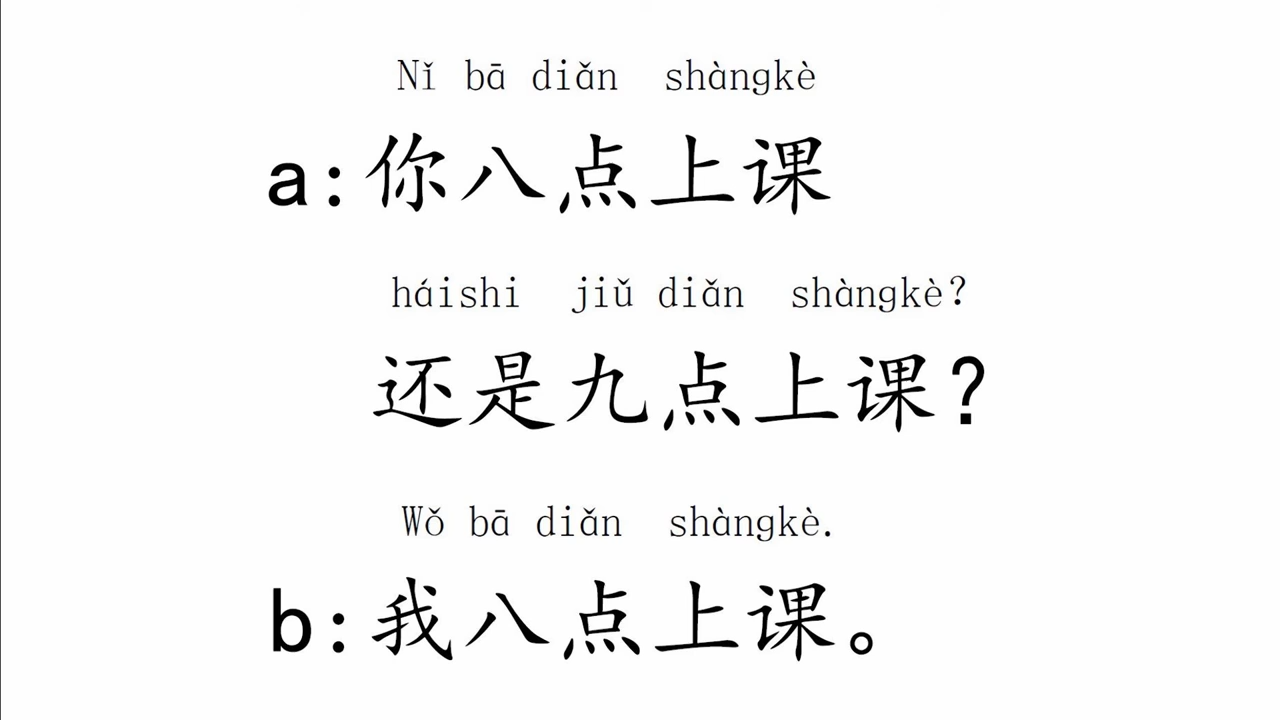 Nǐ bā diǎn shàngkè
a:你八点上课
háishi jiǔ diǎn shàngkè?
还是九点上课?
Wǒ bā diǎn shàngkè.
b:我八点上课。